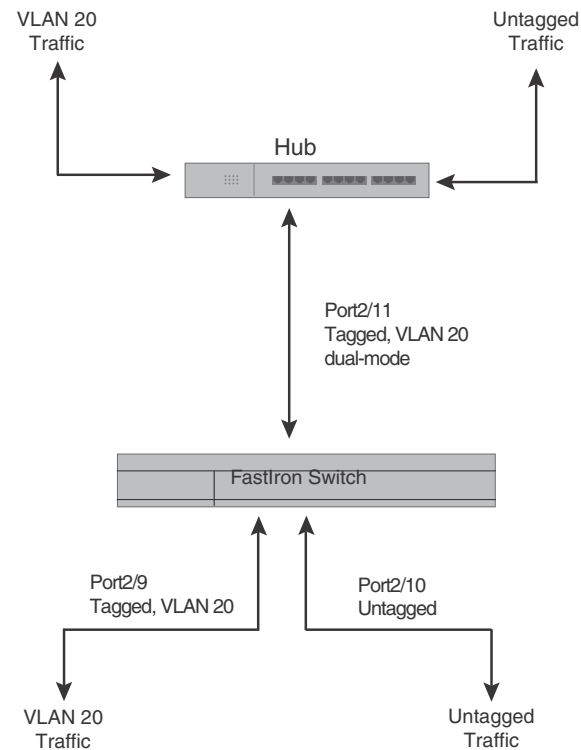 VLAN 20
Traffic
Untagged
Traffic
Hub
Port2/11
Tagged, VLAN 20
dual-mode
FastIron Switch
Port2/9
Tagged, VLAN 20
Port2/10
Untagged
VLAN 20
Traffic
Untagged
Traffic